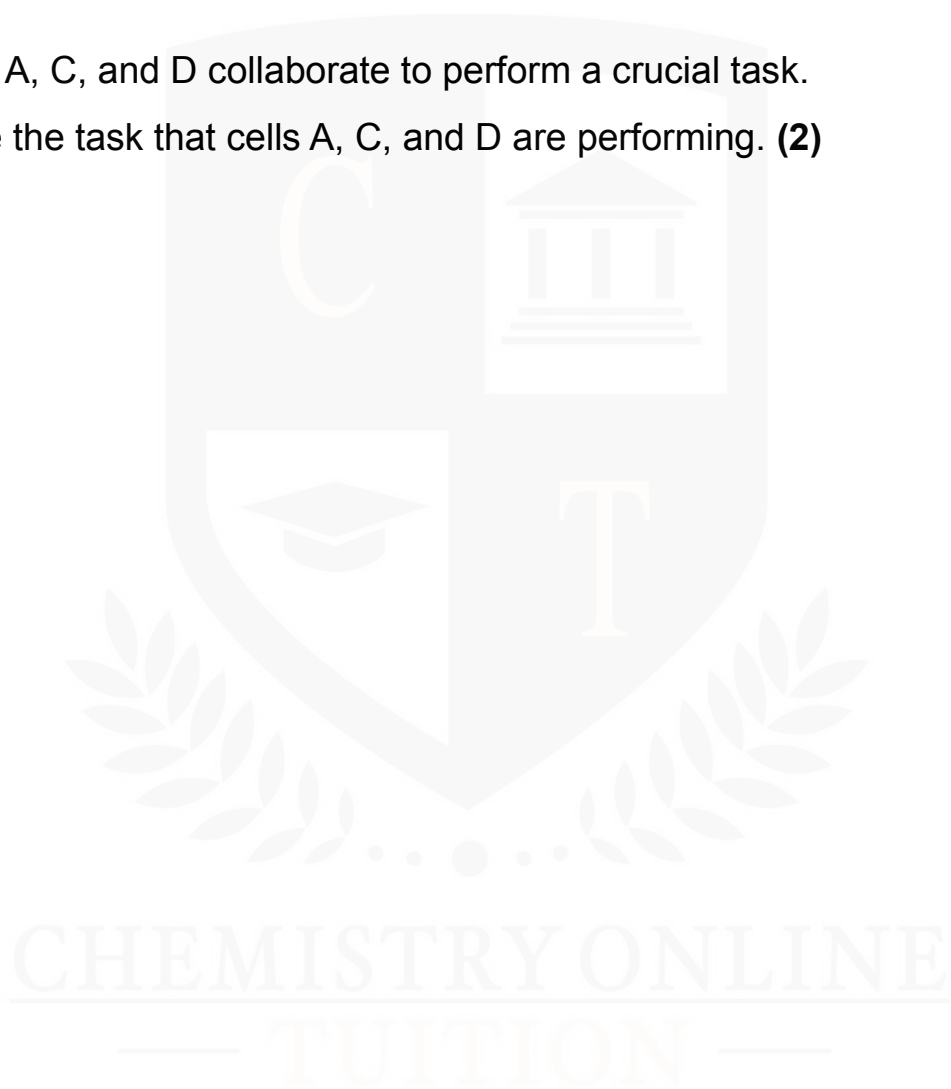 A, C, and D collaborate to perform a crucial task.
the task that cells A, C, and D are performing. (2)
C
T
CHEMISTRY ONLINE
TUITION